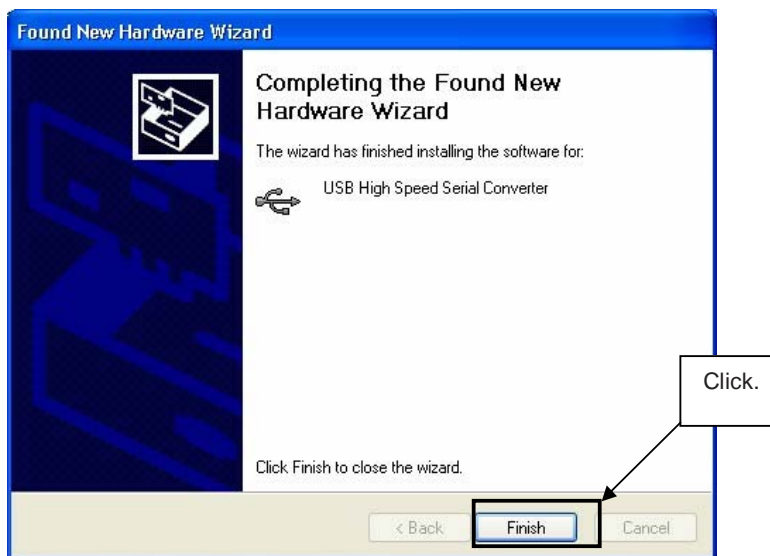 Found New Hardware Wizard
Completing the Found New
Hardware Wizard
The wizard has finished installing the software for:
USB High Speed Serial Converter
Click.
Click Finish to close the wizard.
< Back
Finish
Cancel